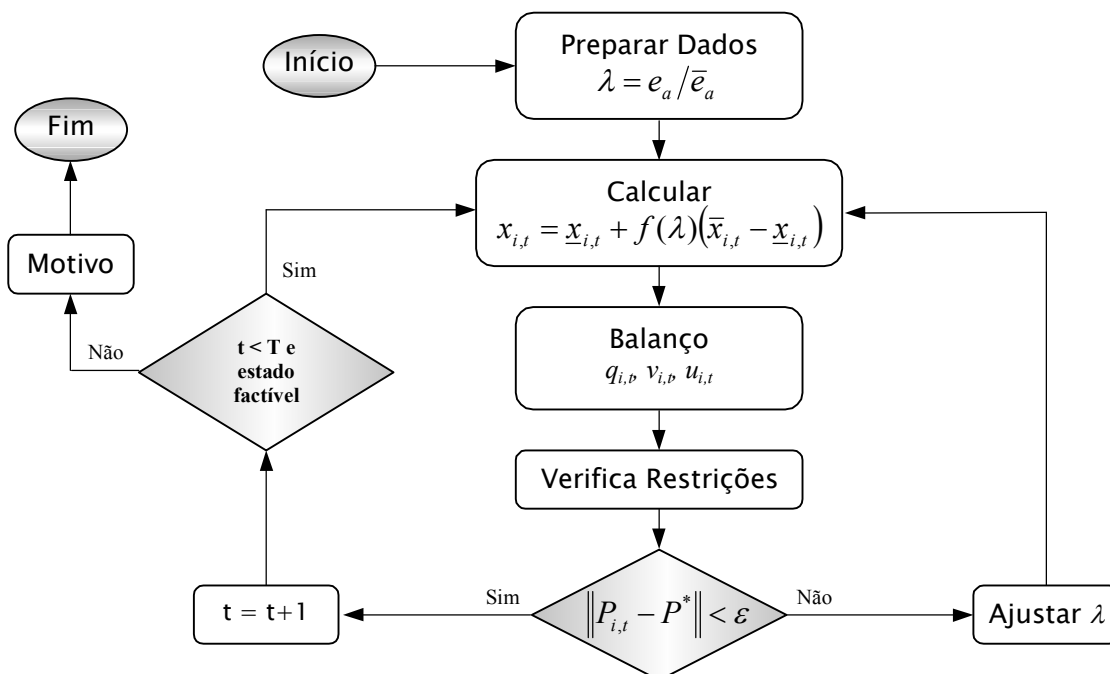 Início
Preparar Dados
λ = e_a / e̅_a
Fim
Calcular
x_{i,t} = x̲_{i,t} + f(λ)(x̅_{i,t} − x̲_{i,t})
Motivo
Sim
Não
t < T e
estado
factível
Balanço
q_{i,t}, v_{i,t}, u_{i,t}
Verifica Restrições
t = t+1
Sim
‖P_{i,t} − P*‖ < ε
Não
Ajustar λ